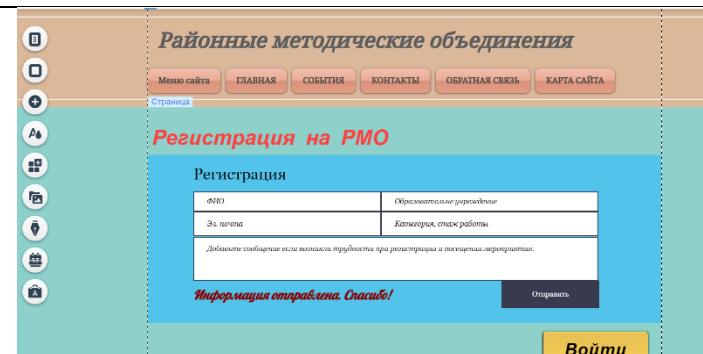 Районные методические объединения
Меню сайта ГЛАВНАЯ СОБЫТИЯ КОНТАКТЫ ОБРАТНАЯ СВЯЗЬ КАРТА САЙТА
Страница
Регистрация на РМО
Регистрация
ФИО Образовательне учреждение
Эл. почта Категория, стаж работы
Добавьте сообщение если возникли трудности при регистрации и посещении мероприятия.
Информация отправлена. Спасибо! Отправить
Войти